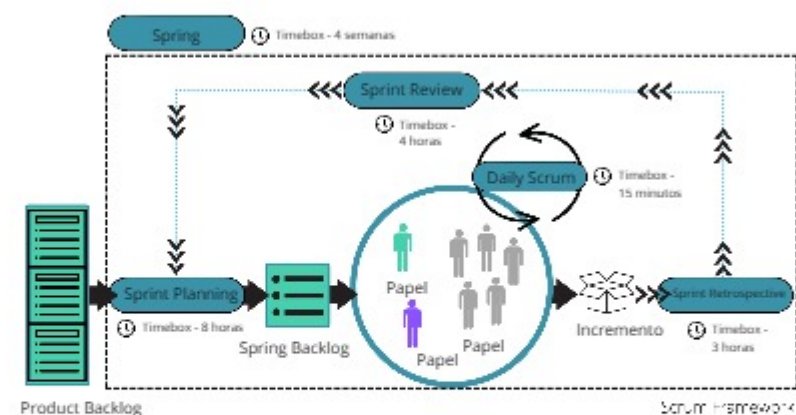 Spring
Timebox - 4 semanas
Sprint Review
Timebox -
4 horas
Daily Scrum
Timebox -
15 minutos
Papel
Papel
Papel
Sprint Planning
Timebox - 8 horas
Spring Backlog
Incremento
Sprint Retrospective
Timebox -
3 horas
Product Backlog
Scrum Framework